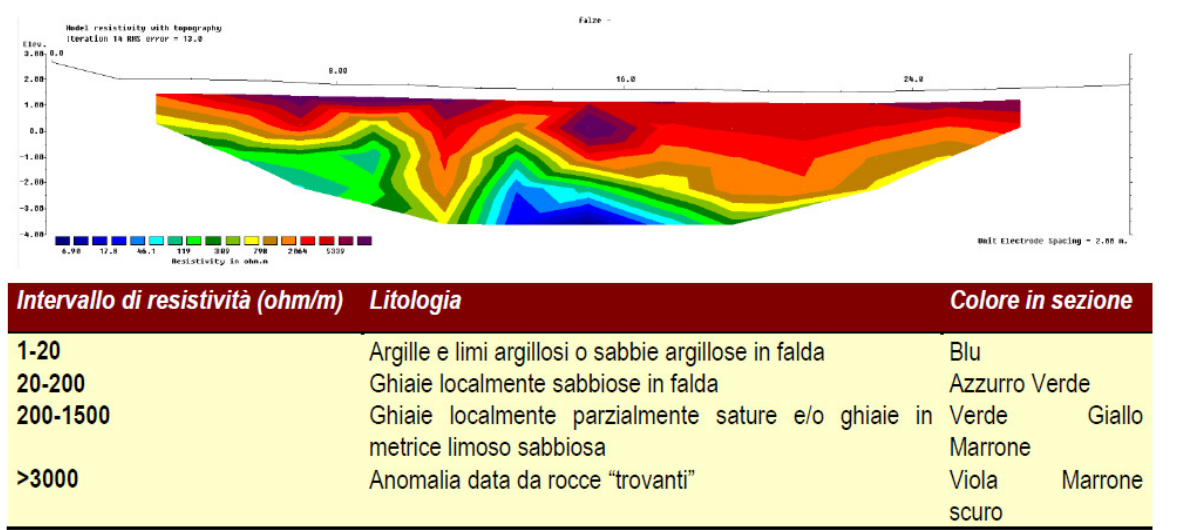 Falze -
Model resistivity with topography
Iteration 14 RMS error = 13.0
Elev.
3.00 0.0
8.00
2.00
16.0
24.0
1.00
0.0
-1.00
-2.00
-3.00
-4.00
Unit Electrode Spacing = 2.00 m.
6.90 17.8 46.1 119 309 798 2064 5339
Resistivity in ohm.m
Intervallo di resistività (ohm/m) Litologia Colore in sezione
1-20 Argille e limi argillosi o sabbie argillose in falda Blu
20-200 Ghiaie localmente sabbiose in falda Azzurro Verde
200-1500 Ghiaie localmente parzialmente sature e/o ghiaie in Verde Giallo
metrice limoso sabbiosa Marrone
>3000 Anomalia data da rocce “trovanti” Viola Marrone
scuro